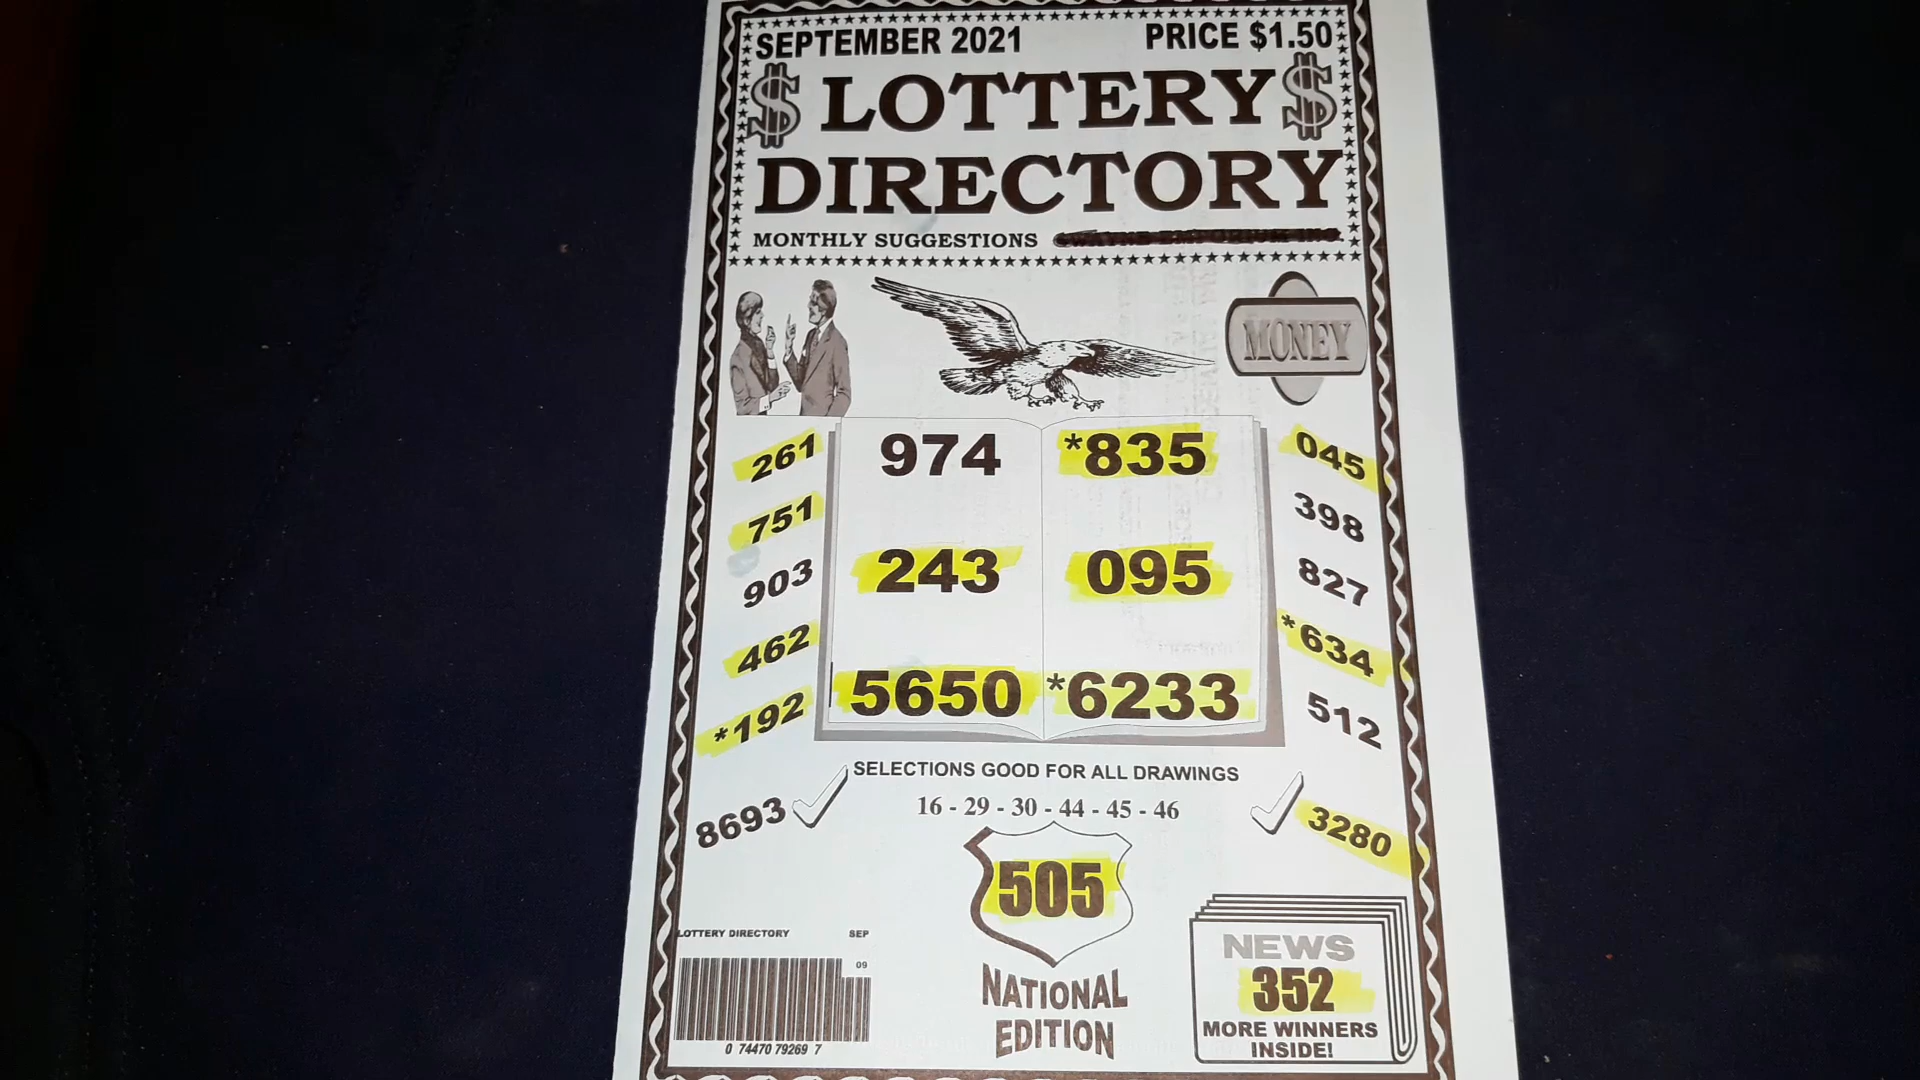 SEPTEMBER 2021 PRICE $1.50
$ LOTTERY $
DIRECTORY
MONTHLY SUGGESTIONS
MONEY
261 974 *835 045
751 398
903 243 095 827
462 *634
*192 5650 *6233 512
SELECTIONS GOOD FOR ALL DRAWINGS
8693 16 - 29 - 30 - 44 - 45 - 46 3280
505
LOTTERY DIRECTORY SEP
09
NEWS
352
NATIONAL
EDITION
MORE WINNERS
INSIDE!
0 74470 79269 7